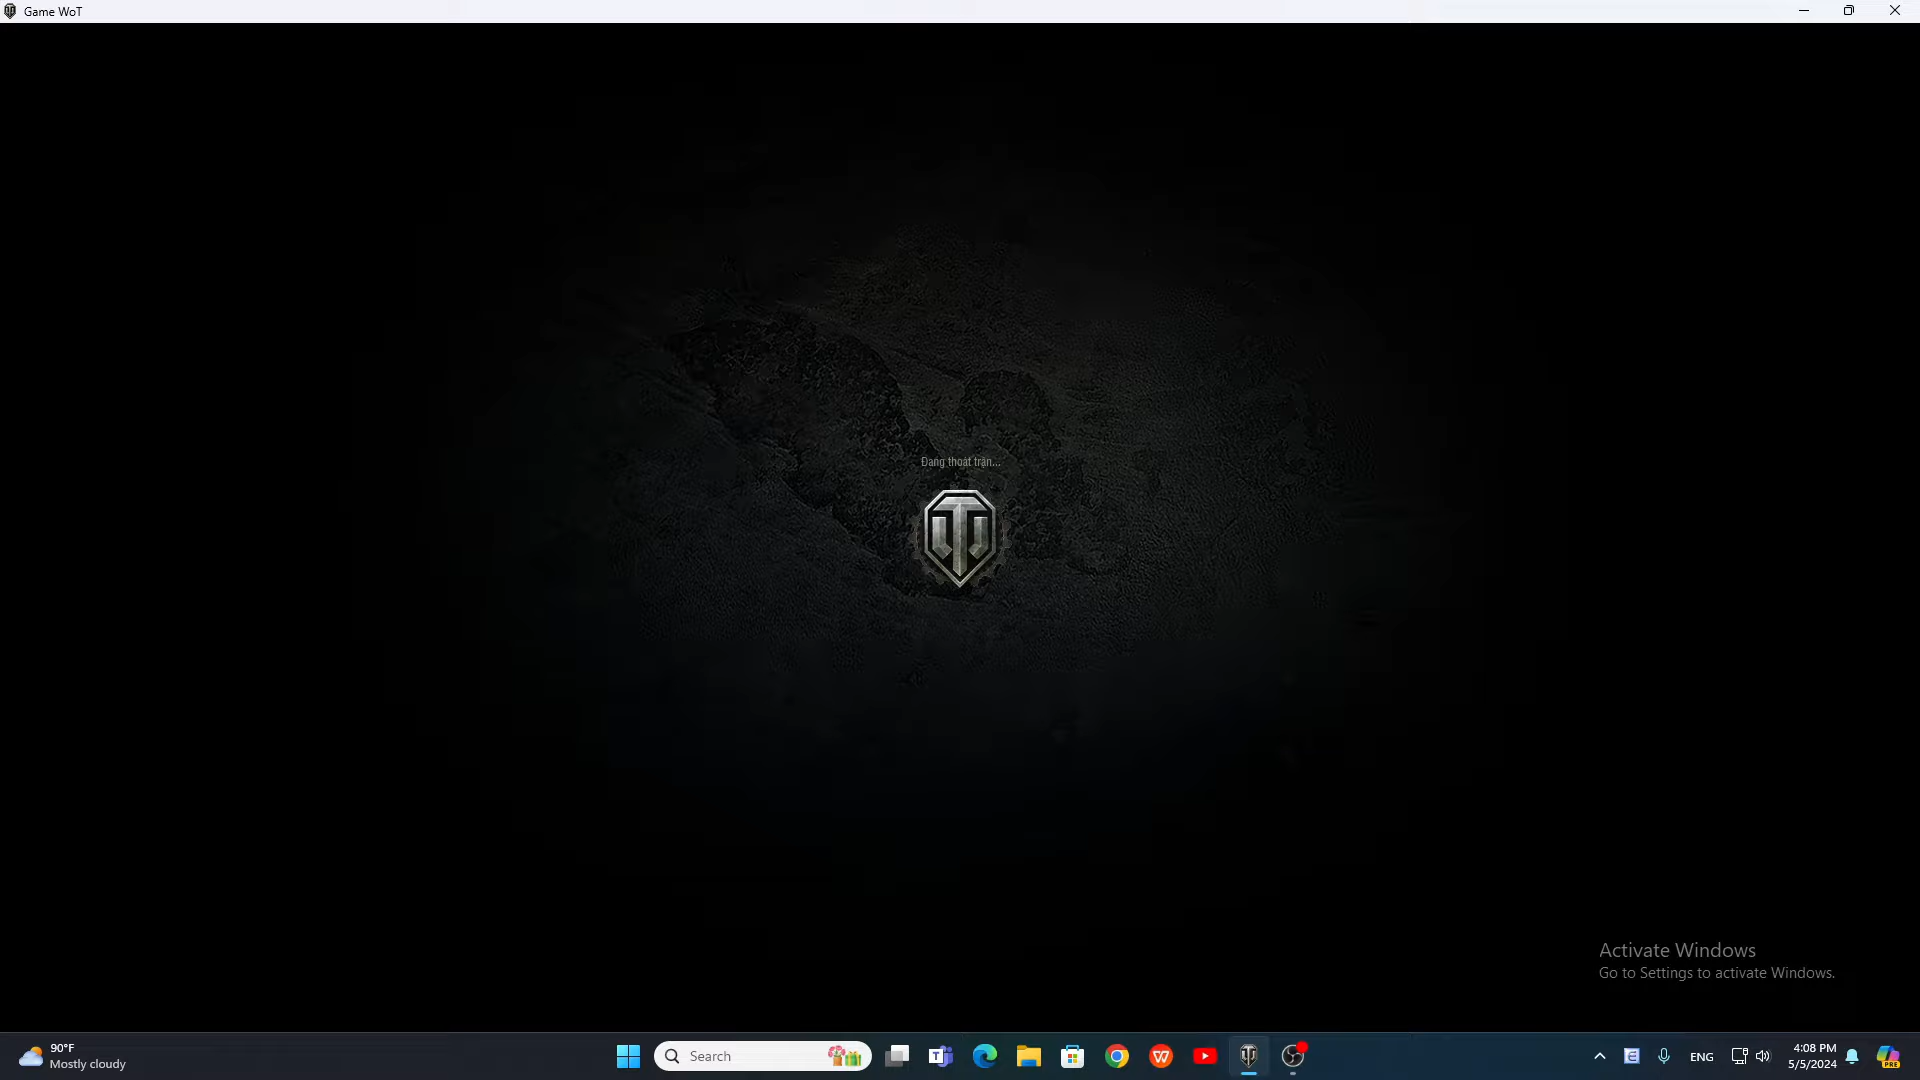 Game WoT
Đang thoát trận...
Activate Windows
Go to Settings to activate Windows.
90°F
Mostly cloudy
Search
ENG
4:08 PM
5/5/2024
PRE